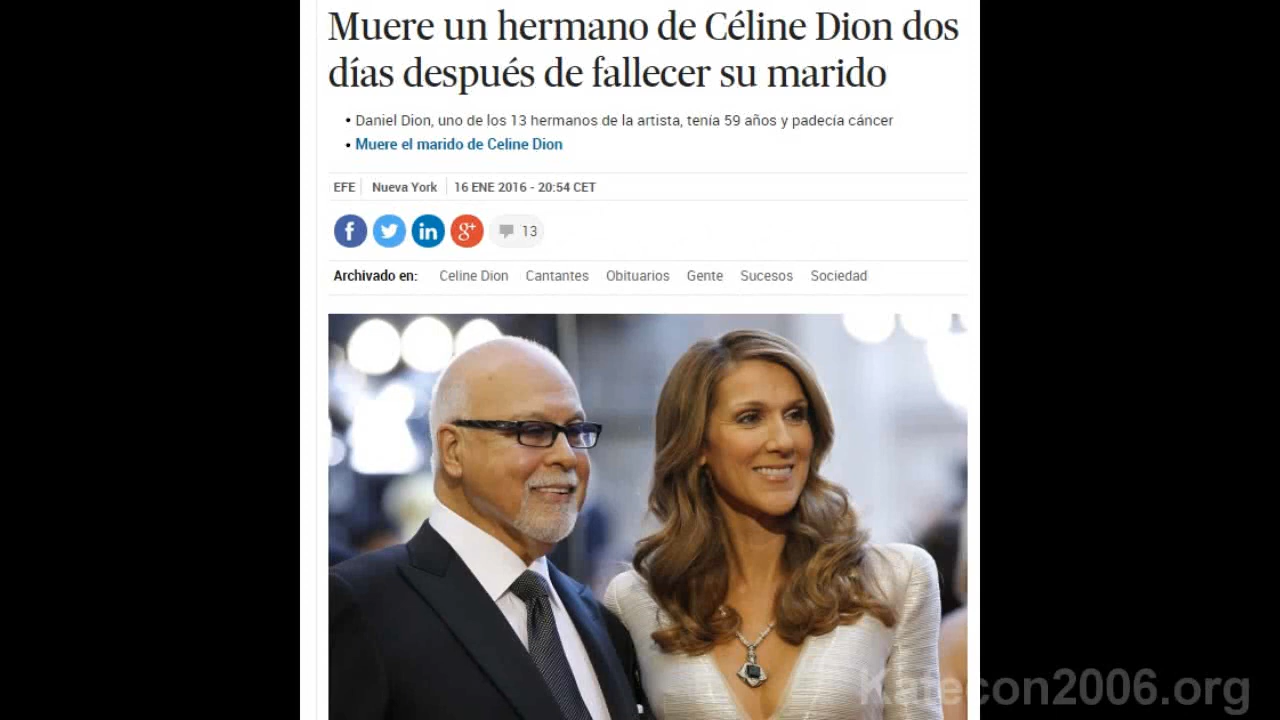 Muere un hermano de Céline Dion dos
días después de fallecer su marido
• Daniel Dion, uno de los 13 hermanos de la artista, tenía 59 años y padecía cáncer
• Muere el marido de Celine Dion
EFE Nueva York 16 ENE 2016 - 20:54 CET
f in g+ 13
Archivado en: Celine Dion Cantantes Obituarios Gente Sucesos Sociedad
Katecon2006.org